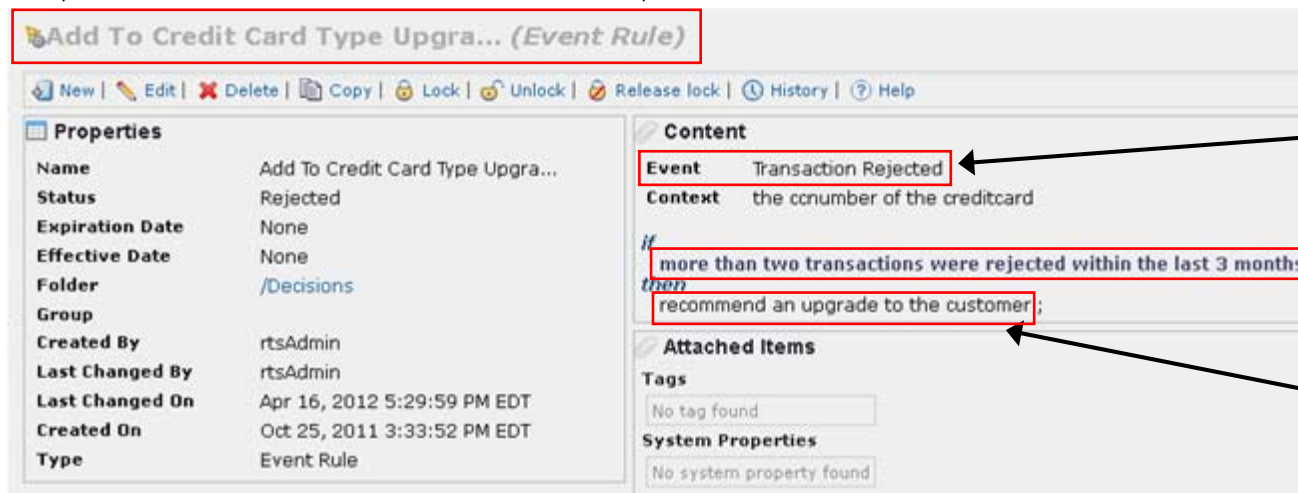 Add To Credit Card Type Upgra... (Event Rule)
New | Edit | Delete | Copy | Lock | Unlock | Release lock | History | Help
Properties
Name Add To Credit Card Type Upgra...
Status Rejected
Expiration Date None
Effective Date None
Folder /Decisions
Group
Created By rtsAdmin
Last Changed By rtsAdmin
Last Changed On Apr 16, 2012 5:29:59 PM EDT
Created On Oct 25, 2011 3:33:52 PM EDT
Type Event Rule
Content
Event Transaction Rejected
Context the ccnumber of the creditcard
if
more than two transactions were rejected within the last 3 months
then
recommend an upgrade to the customer ;
Attached Items
Tags
No tag found
System Properties
No system property found